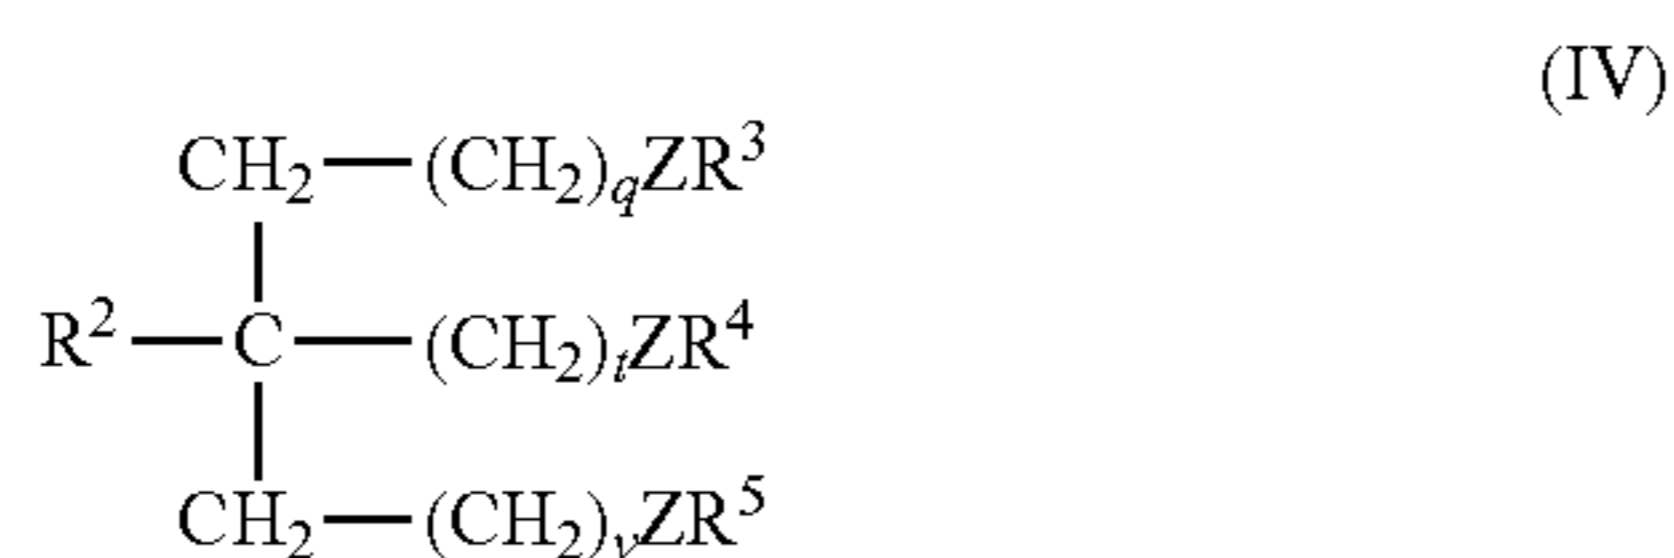 (IV)
CH₂—(CH₂)qZR³
R²—C—(CH₂)tZR⁴
CH₂—(CH₂)vZR⁵